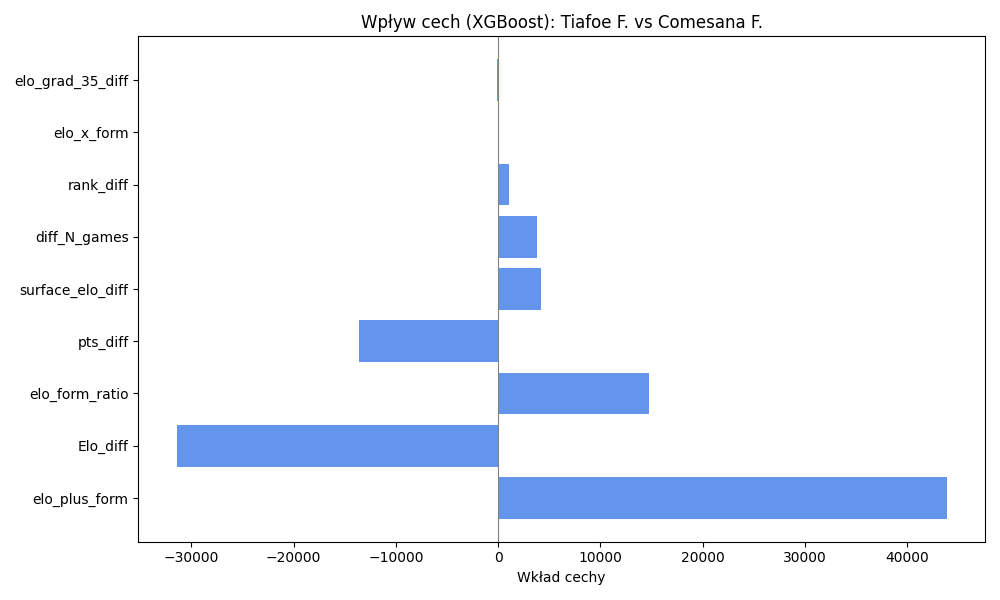 Wpływ cech (XGBoost): Tiafoe F. vs Comesana F.
elo_grad_35_diff
elo_x_form
rank_diff
diff_N_games
surface_elo_diff
pts_diff
elo_form_ratio
Elo_diff
elo_plus_form
−30000 −20000 −10000 0 10000 20000 30000 40000
Wkład cechy